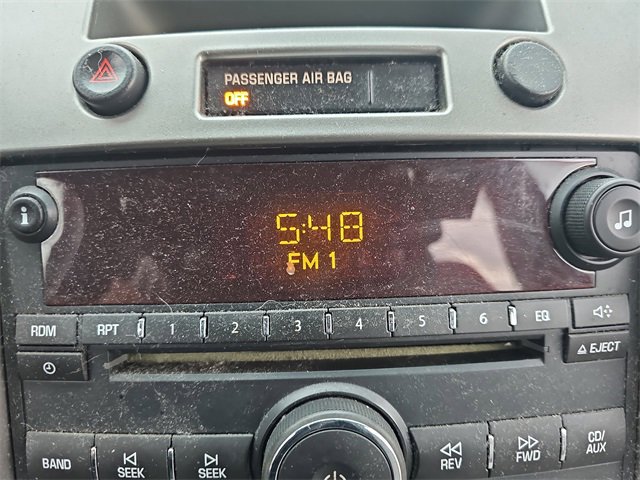 PASSENGER AIR BAG
OFF
i
5:48
FM 1
RDM RPT 1 2 3 4 5 6 EQ
EJECT
BAND SEEK SEEK REV FWD CD/
AUX